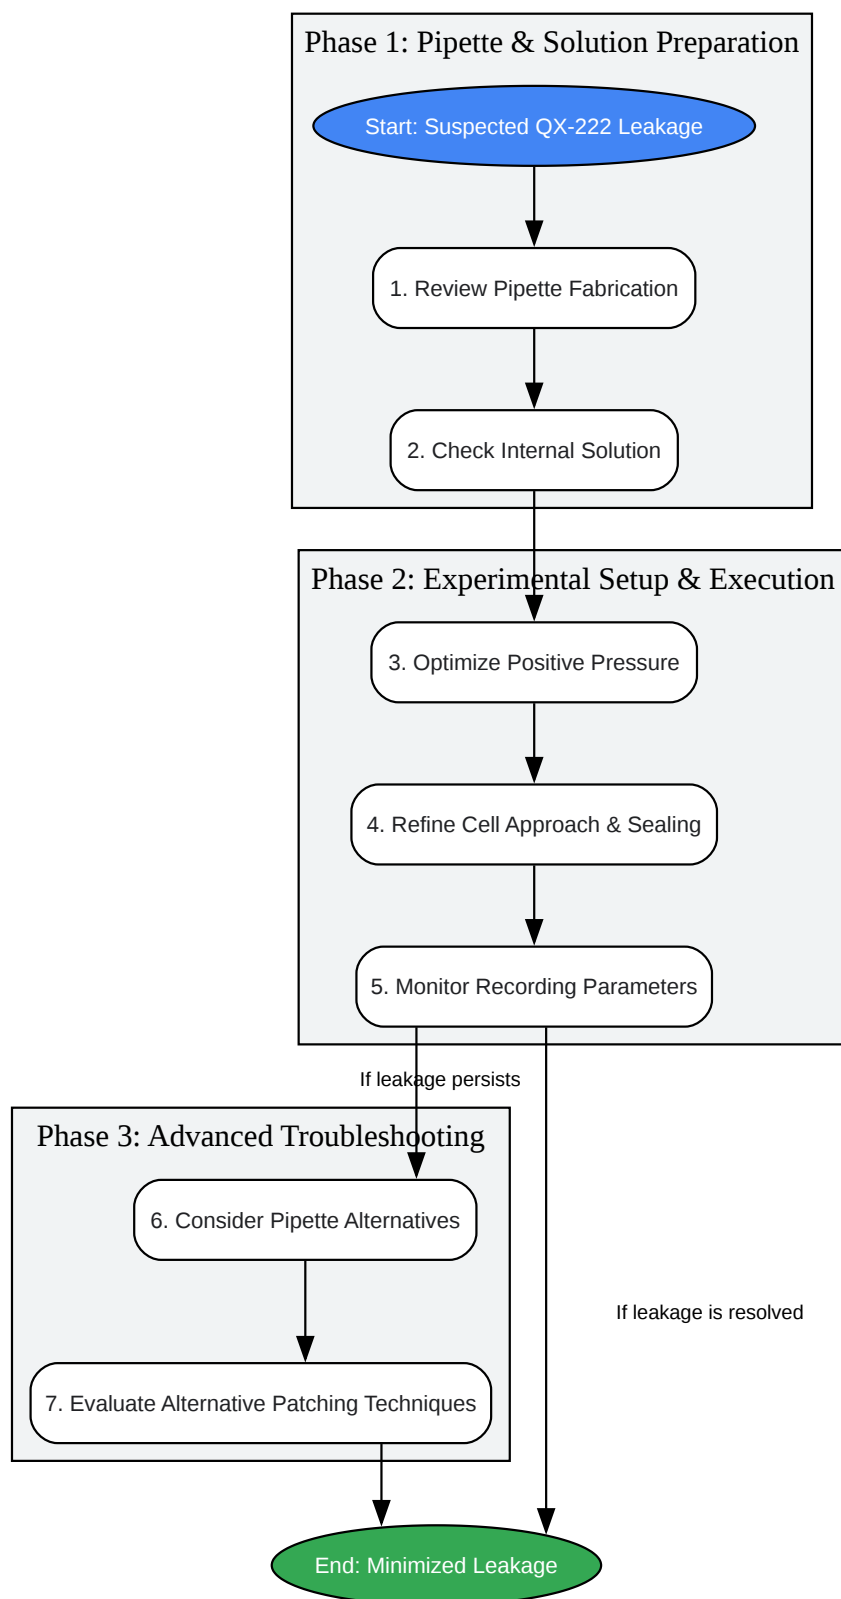 Phase 1: Pipette & Solution Preparation
Start: Suspected QX-222 Leakage
1. Review Pipette Fabrication
2. Check Internal Solution
Phase 2: Experimental Setup & Execution
3. Optimize Positive Pressure
4. Refine Cell Approach & Sealing
5. Monitor Recording Parameters
If leakage persists
Phase 3: Advanced Troubleshooting
6. Consider Pipette Alternatives
If leakage is resolved
7. Evaluate Alternative Patching Techniques
End: Minimized Leakage